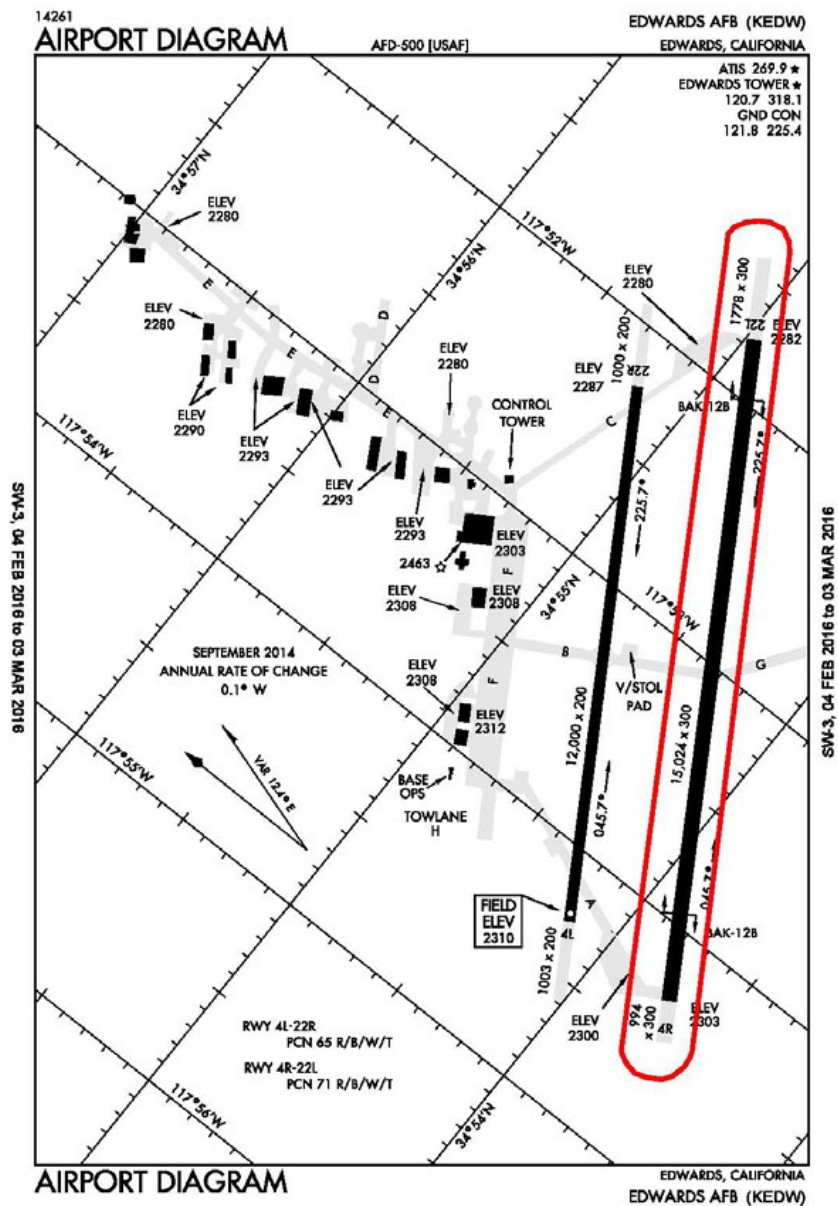 14261
AIRPORT DIAGRAM
AFD-500 [USAF]
EDWARDS AFB (KEDW)
EDWARDS, CALIFORNIA
ATIS 269.9 ★
EDWARDS TOWER ★
120.7 318.1
GND CON
121.8 225.4
34°57'N
ELEV
2280
117°52'W
34°56'N
ELEV
2280
1778 x 300
E
D
ELEV
2280
E
D
ELEV
2280
1000 x 200
22L
ELEV
2282
ELEV
2287
22R
ELEV
2290
ELEV
2293
E
CONTROL
TOWER
C
BAK-12B
117°54'W
ELEV
2293
225.7°
225.7°
ELEV
2293
ELEV
2303
2463
F
ELEV
2308
ELEV
2308
34°55'N
117°53'W
SEPTEMBER 2014
ANNUAL RATE OF CHANGE
0.1° W
B
G
ELEV
2308
F
V/STOL
PAD
ELEV
2312
12,000 x 200
15,024 x 300
117°55'W
VAR 12.4° E
BASE
OPS
TOWLANE
H
045.7°
045.7°
FIELD
ELEV
2310
A
4L
BAK-12B
1003 x 200
ELEV
2300
994
x 300
4R
ELEV
2303
RWY 4L-22R
PCN 65 R/B/W/T
RWY 4R-22L
PCN 71 R/B/W/T
117°56'W
34°54'N
SW-3, 04 FEB 2016 to 03 MAR 2016
SW-3, 04 FEB 2016 to 03 MAR 2016
AIRPORT DIAGRAM
EDWARDS, CALIFORNIA
EDWARDS AFB (KEDW)